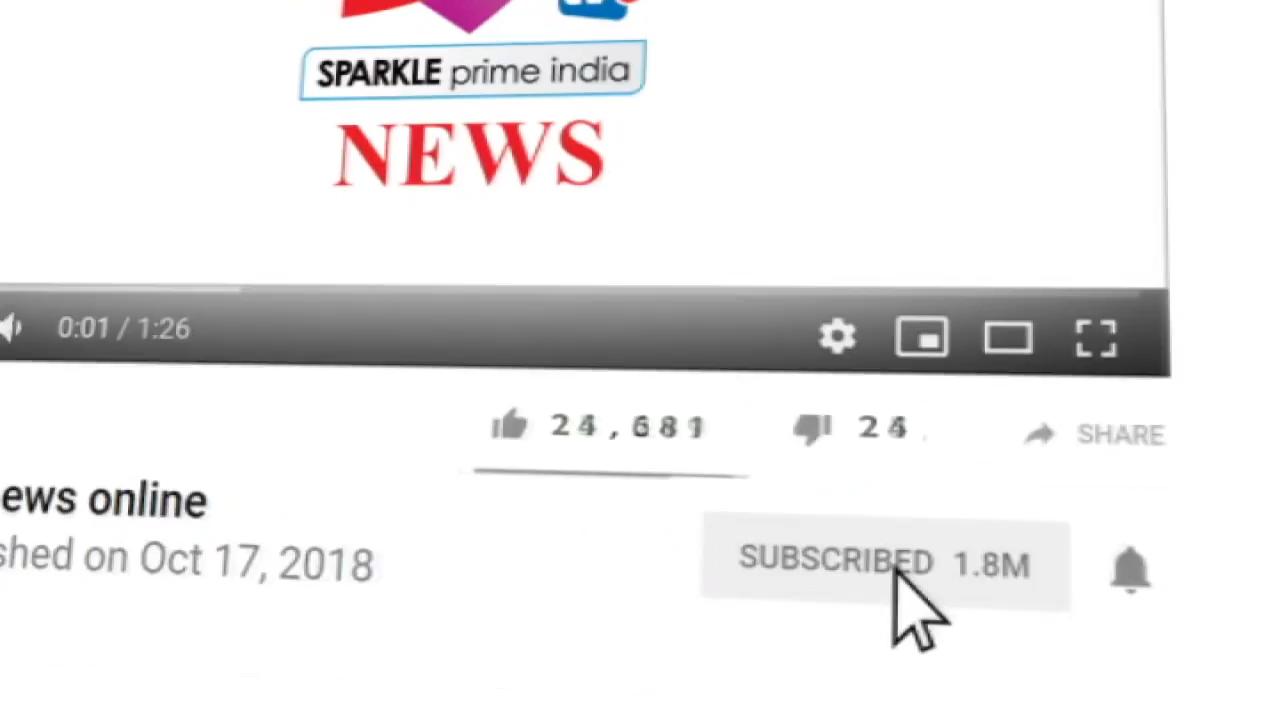 SPARKLE prime india
NEWS
0:01 / 1:26
24,681 24 SHARE
ews online
shed on Oct 17, 2018
SUBSCRIBED 1.8M